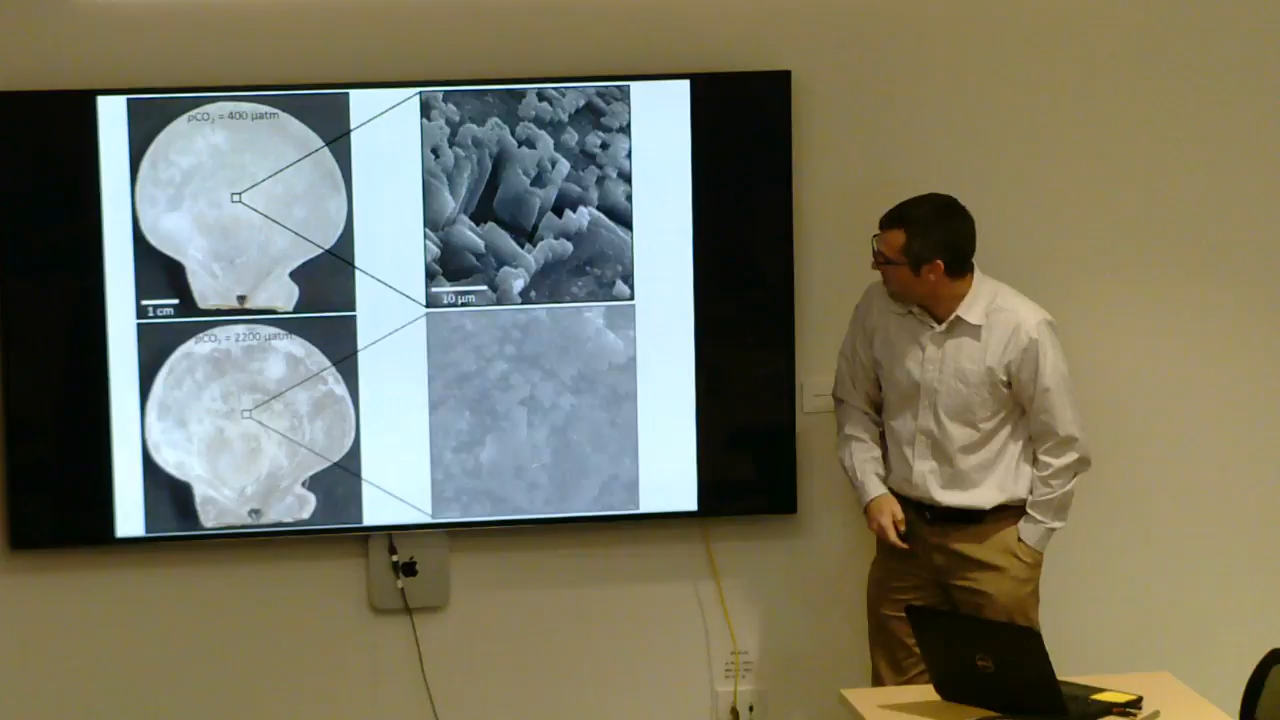 pCO₂ = 400 µatm
1 cm
10 µm
pCO₂ = 2200 µatm